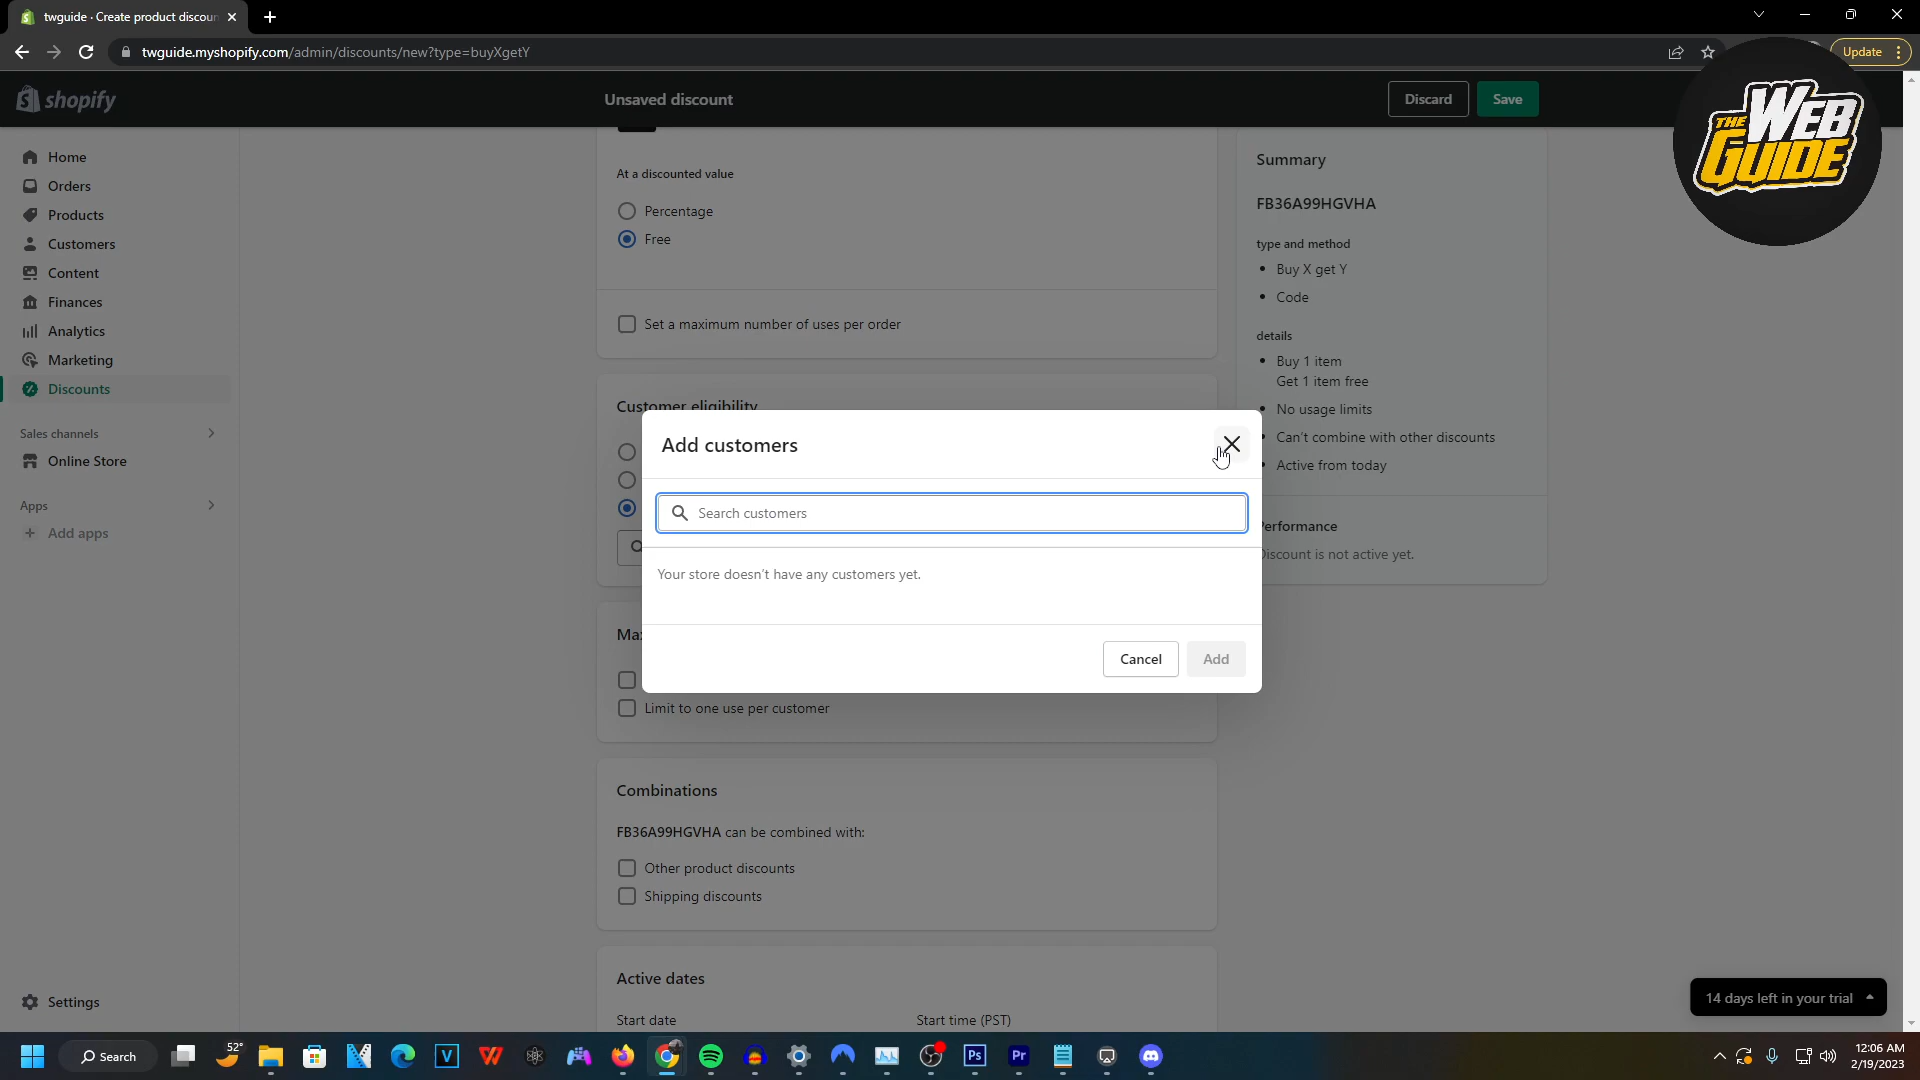 twguide · Create product discoun
twguide.myshopify.com/admin/discounts/new?type=buyXgetY
Update
shopify
Unsaved discount
Discard
Save
THE WEB GUIDE
Home
Orders
Products
Customers
Content
Finances
Analytics
Marketing
Discounts
Sales channels
Online Store
Apps
Add apps
Settings
At a discounted value
Percentage
Free
Set a maximum number of uses per order
Customer eligibility
Add customers
Search customers
Your store doesn't have any customers yet.
Cancel
Add
Max
Limit to one use per customer
Combinations
FB36A99HGVHA can be combined with:
Other product discounts
Shipping discounts
Active dates
Start date
Start time (PST)
Summary
FB36A99HGVHA
type and method
• Buy X get Y
• Code
details
• Buy 1 item
Get 1 item free
• No usage limits
• Can't combine with other discounts
• Active from today
Performance
Discount is not active yet.
14 days left in your trial
Search
52°
V
Ps
Pr
12:06 AM
2/19/2023